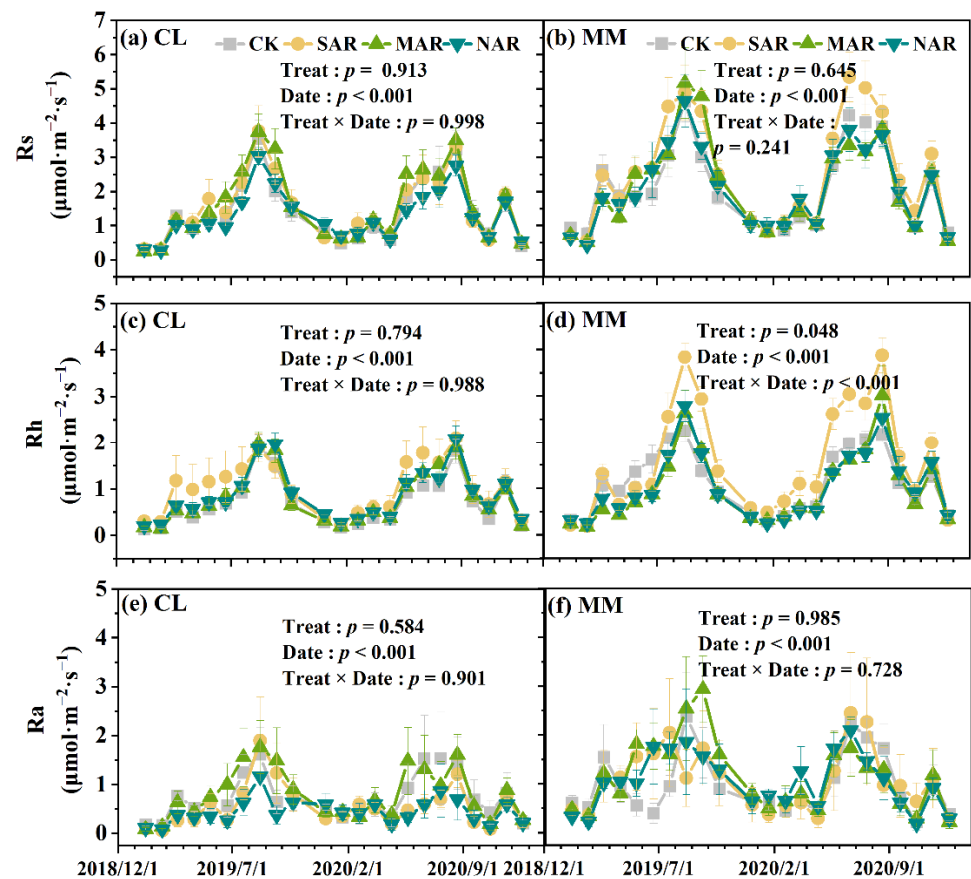 (a) CL
CK SAR MAR NAR
Treat : p = 0.913
Date : p < 0.001
Treat × Date : p = 0.998
7
6
5
4
3
2
1
0
Rs
(μmol·m−2·s−1)
(b) MM
CK SAR MAR NAR
Treat : p = 0.645
Date : p < 0.001
Treat × Date :
p = 0.241
(c) CL
Treat : p = 0.794
Date : p < 0.001
Treat × Date : p = 0.988
5
4
3
2
1
0
Rh
(μmol·m−2·s−1)
(d) MM
Treat : p = 0.048
Date : p < 0.001
Treat × Date : p < 0.001
(e) CL
Treat : p = 0.584
Date : p < 0.001
Treat × Date : p = 0.901
5
4
3
2
1
0
Ra
(μmol·m−2·s−1)
(f) MM
Treat : p = 0.985
Date : p < 0.001
Treat × Date : p = 0.728
2018/12/1 2019/7/1 2020/2/1 2020/9/1 2018/12/1 2019/7/1 2020/2/1 2020/9/1